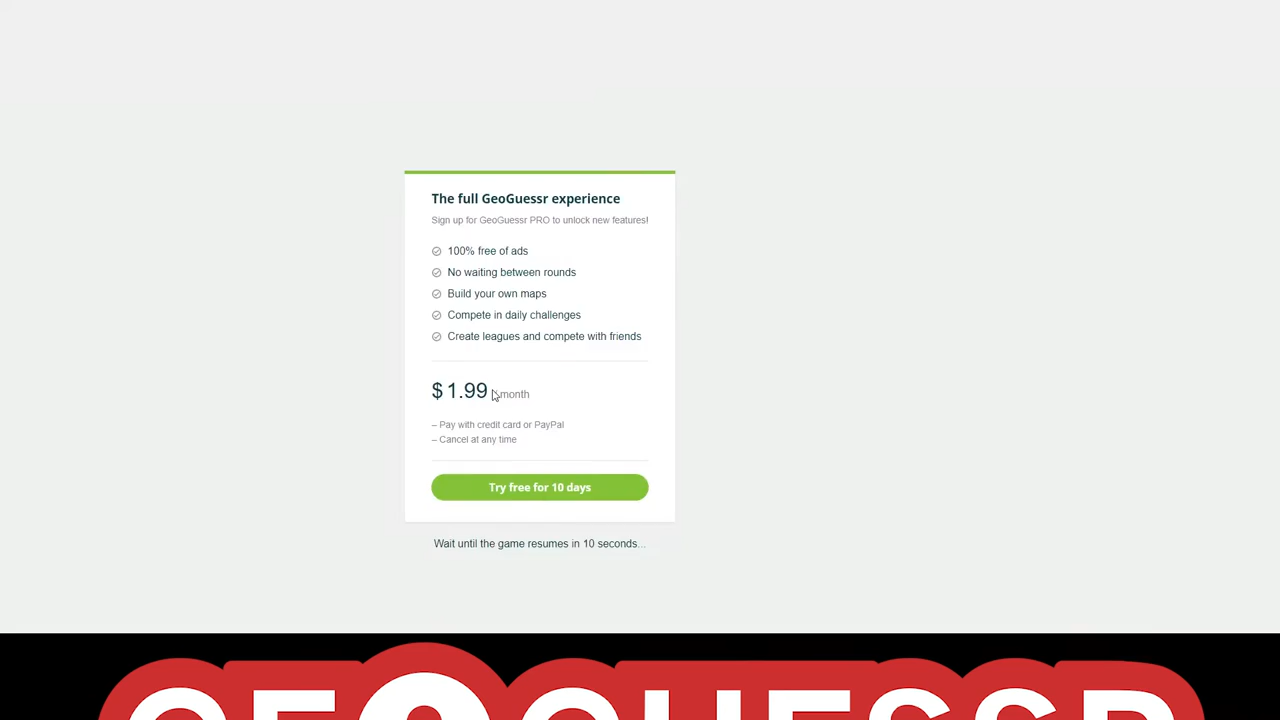 The full GeoGuessr experience
Sign up for GeoGuessr PRO to unlock new features!
100% free of ads
No waiting between rounds
Build your own maps
Compete in daily challenges
Create leagues and compete with friends
$ 1.99 /month
– Pay with credit card or PayPal
– Cancel at any time
Try free for 10 days
Wait until the game resumes in 10 seconds...
GEOGUESSR